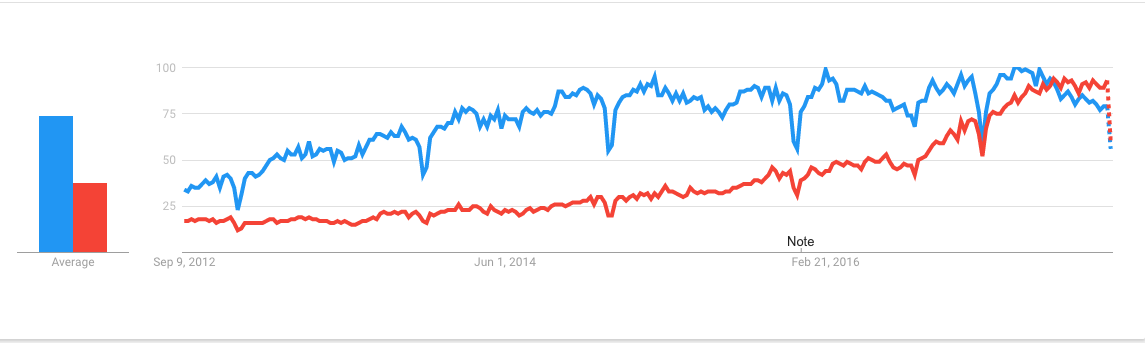 100
75
50
25
Note
Average
Sep 9, 2012
Jun 1, 2014
Feb 21, 2016